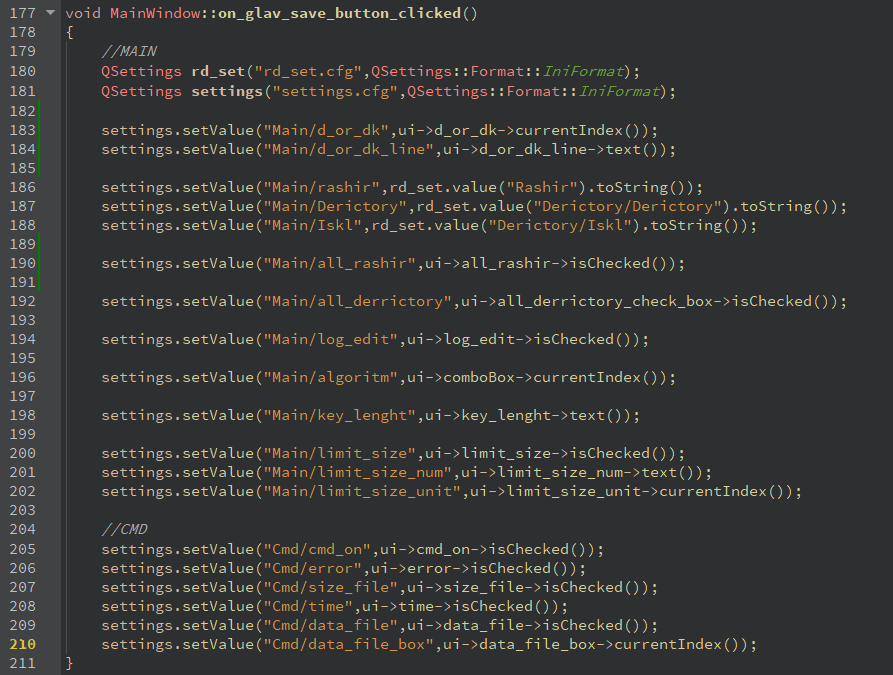 177 void MainWindow::on_glav_save_button_clicked()
178 {
179 //MAIN
180 QSettings rd_set("rd_set.cfg",QSettings::Format::IniFormat);
181 QSettings settings("settings.cfg",QSettings::Format::IniFormat);
182
183 settings.setValue("Main/d_or_dk",ui->d_or_dk->currentIndex());
184 settings.setValue("Main/d_or_dk_line",ui->d_or_dk_line->text());
185
186 settings.setValue("Main/rashir",rd_set.value("Rashir").toString());
187 settings.setValue("Main/Derictory",rd_set.value("Derictory/Derictory").toString());
188 settings.setValue("Main/Iskl",rd_set.value("Derictory/Iskl").toString());
189
190 settings.setValue("Main/all_rashir",ui->all_rashir->isChecked());
191
192 settings.setValue("Main/all_derrictory",ui->all_derrictory_check_box->isChecked());
193
194 settings.setValue("Main/log_edit",ui->log_edit->isChecked());
195
196 settings.setValue("Main/algoritm",ui->comboBox->currentIndex());
197
198 settings.setValue("Main/key_lenght",ui->key_lenght->text());
199
200 settings.setValue("Main/limit_size",ui->limit_size->isChecked());
201 settings.setValue("Main/limit_size_num",ui->limit_size_num->text());
202 settings.setValue("Main/limit_size_unit",ui->limit_size_unit->currentIndex());
203
204 //CMD
205 settings.setValue("Cmd/cmd_on",ui->cmd_on->isChecked());
206 settings.setValue("Cmd/error",ui->error->isChecked());
207 settings.setValue("Cmd/size_file",ui->size_file->isChecked());
208 settings.setValue("Cmd/time",ui->time->isChecked());
209 settings.setValue("Cmd/data_file",ui->data_file->isChecked());
210 settings.setValue("Cmd/data_file_box",ui->data_file_box->currentIndex());
211 }